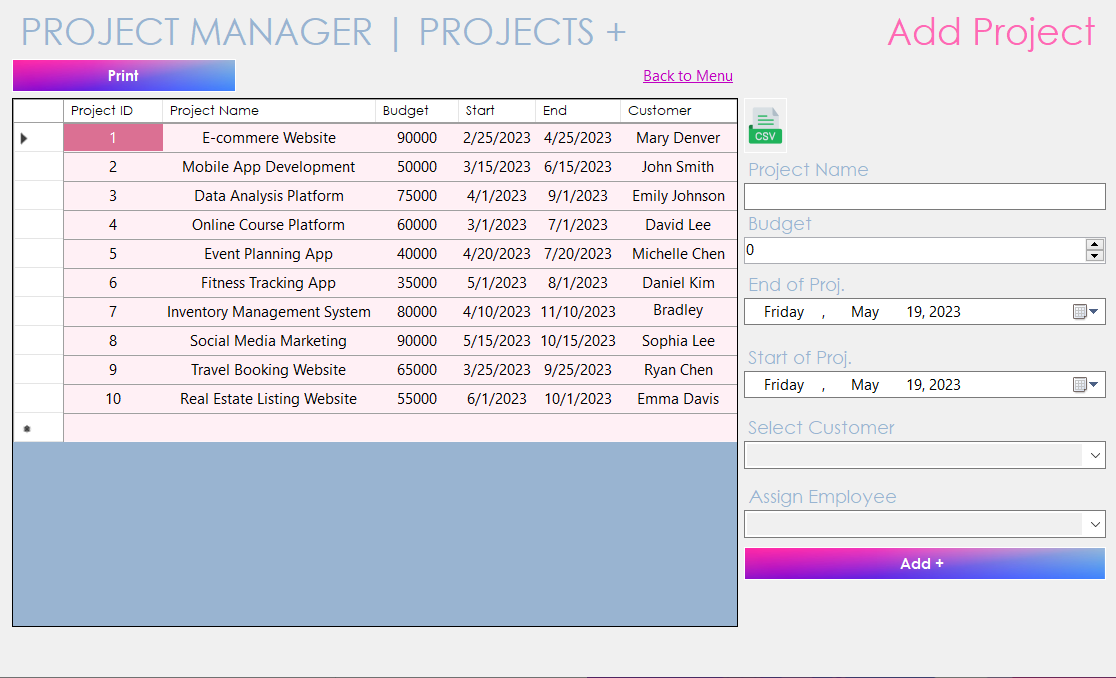 PROJECT MANAGER | PROJECTS +
Add Project
Print
Back to Menu
Project ID Project Name Budget Start End Customer
1 E-commere Website 90000 2/25/2023 4/25/2023 Mary Denver
2 Mobile App Development 50000 3/15/2023 6/15/2023 John Smith
3 Data Analysis Platform 75000 4/1/2023 9/1/2023 Emily Johnson
4 Online Course Platform 60000 3/1/2023 7/1/2023 David Lee
5 Event Planning App 40000 4/20/2023 7/20/2023 Michelle Chen
6 Fitness Tracking App 35000 5/1/2023 8/1/2023 Daniel Kim
7 Inventory Management System 80000 4/10/2023 11/10/2023 Bradley
8 Social Media Marketing 90000 5/15/2023 10/15/2023 Sophia Lee
9 Travel Booking Website 65000 3/25/2023 9/25/2023 Ryan Chen
10 Real Estate Listing Website 55000 6/1/2023 10/1/2023 Emma Davis
CSV
Project Name
Budget
0
End of Proj.
Friday , May 19, 2023
Start of Proj.
Friday , May 19, 2023
Select Customer
Assign Employee
Add +